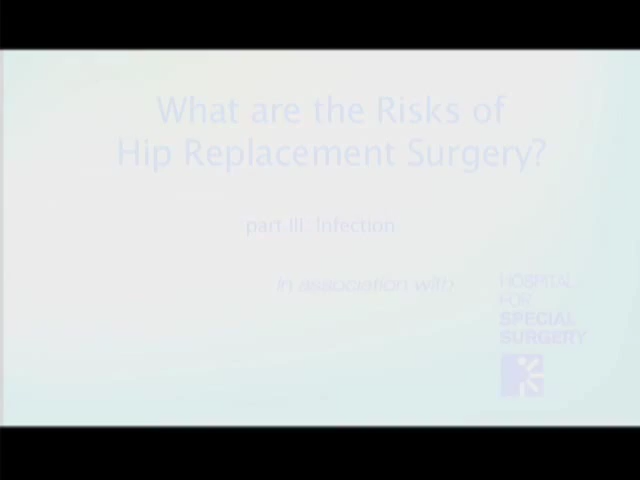 What are the Risks of
Hip Replacement Surgery?
part III. Infection
In association with
HOSPITAL
FOR
SPECIAL
SURGERY